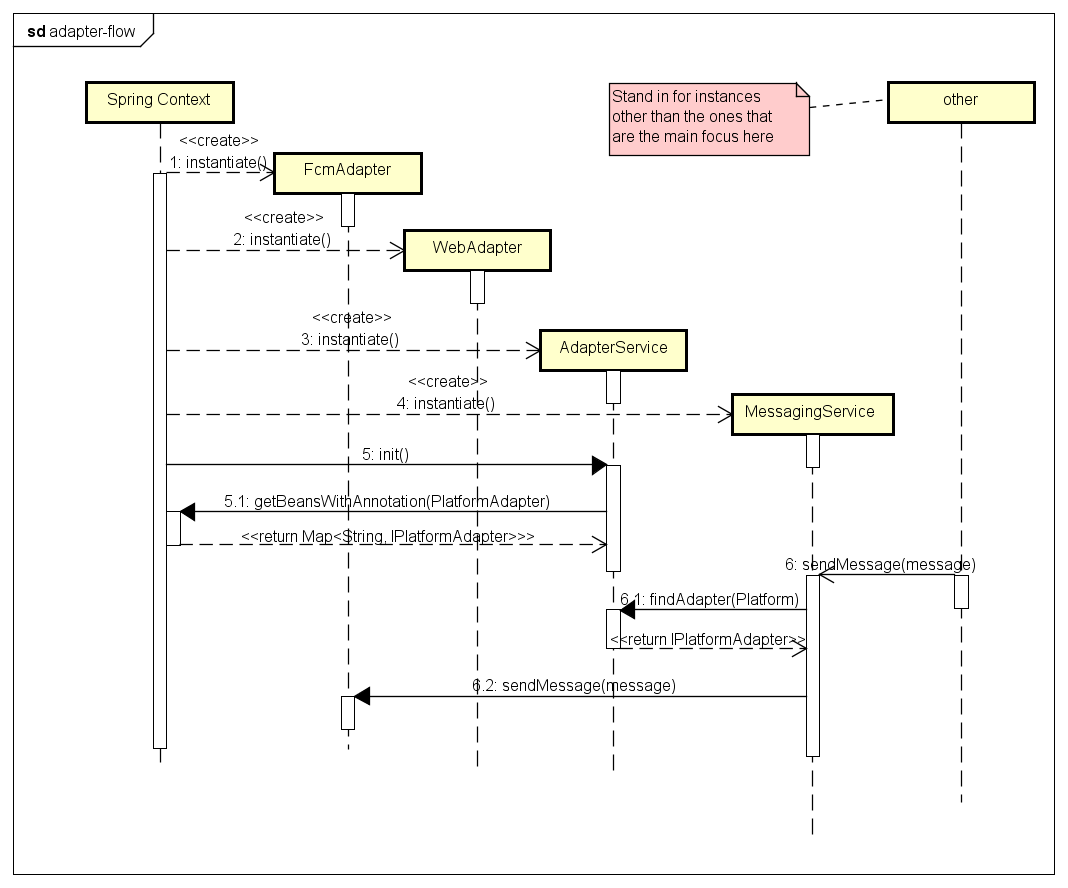 sd adapter-flow
Spring Context
Stand in for instances
other than the ones that
are the main focus here
other
<<create>>
1: instantiate()
FcmAdapter
<<create>>
2: instantiate()
WebAdapter
<<create>>
3: instantiate()
AdapterService
<<create>>
4: instantiate()
MessagingService
5: init()
5.1: getBeansWithAnnotation(PlatformAdapter)
<<return Map<String, IPlatformAdapter>>>
6: sendMessage(message)
6.1: findAdapter(Platform)
<<return IPlatformAdapter>>
6.2: sendMessage(message)